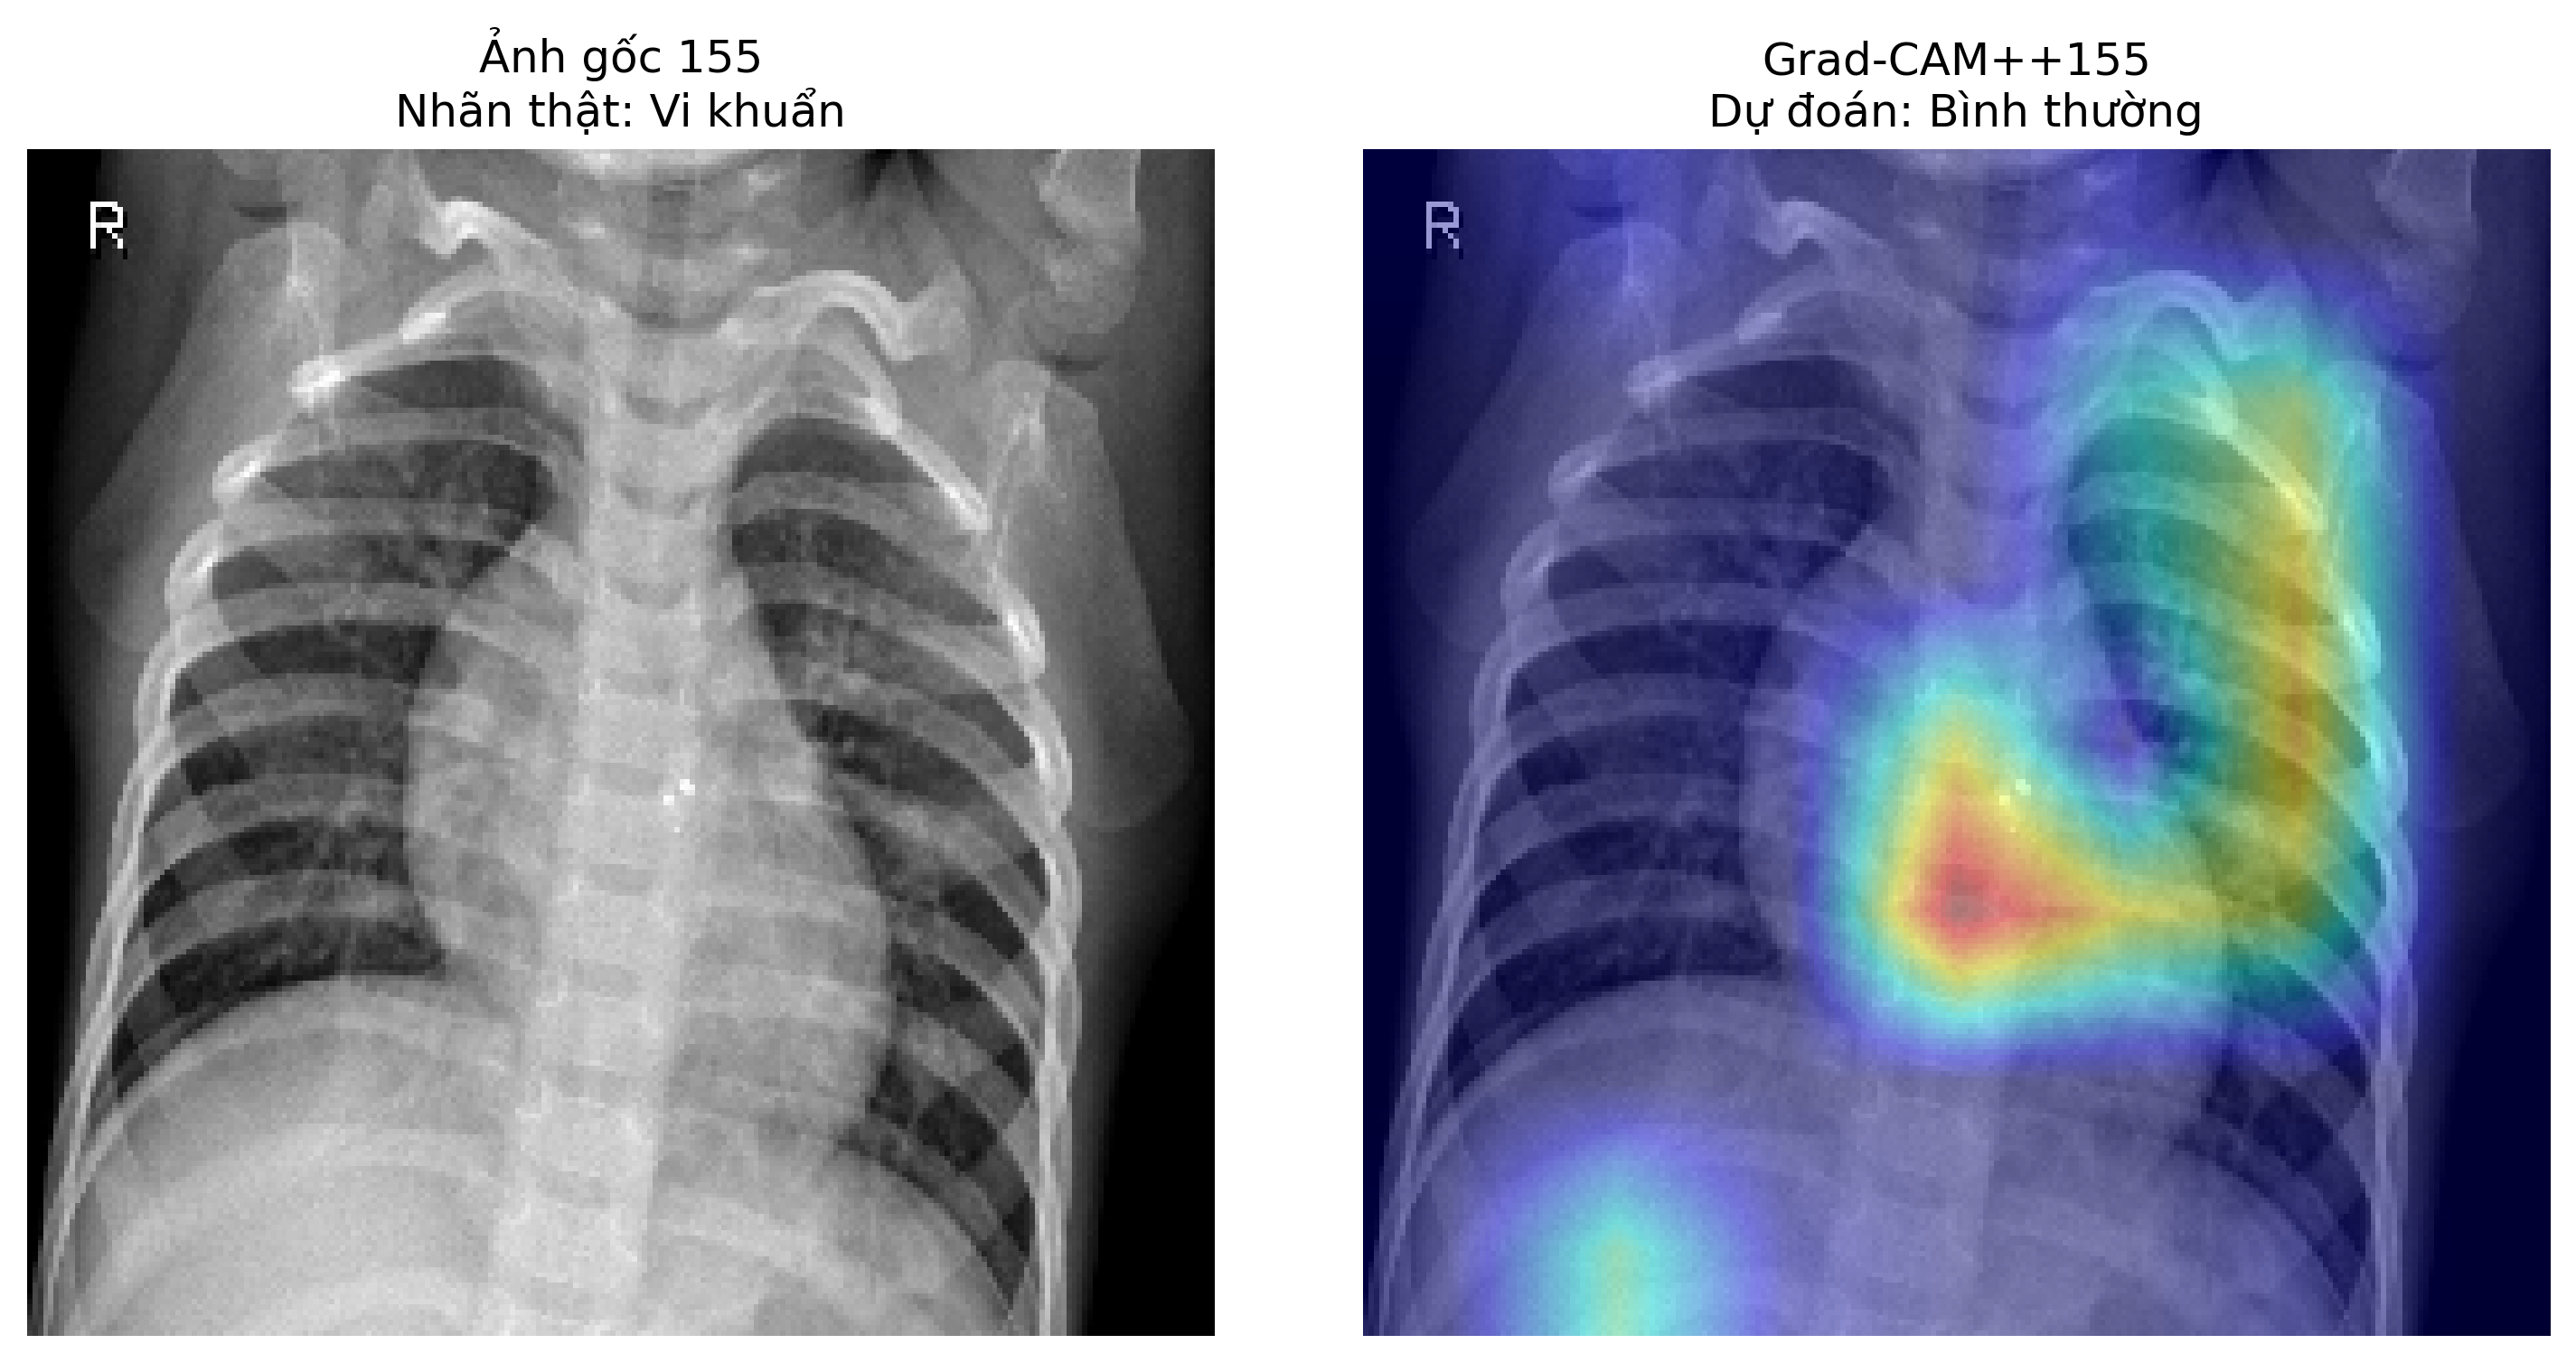 Ảnh gốc 155
Nhãn thật: Vi khuẩn
R
Grad-CAM++155
Dự đoán: Bình thường
R